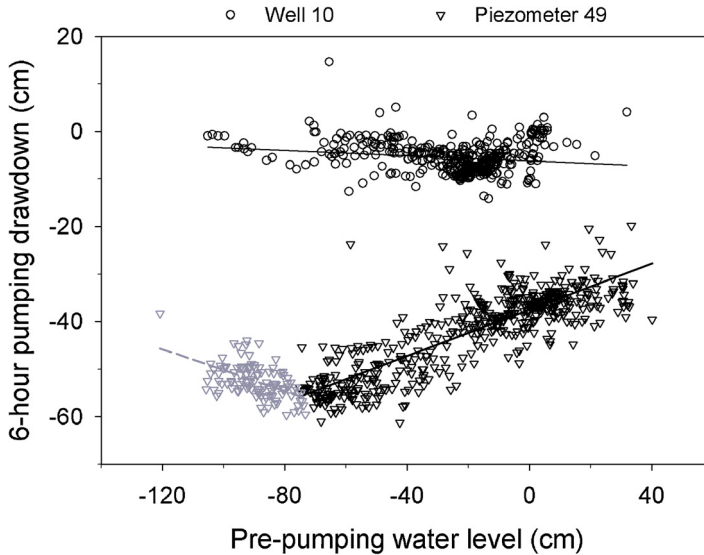 Well 10 Piezometer 49
20
0
-20
-40
-60
6-hour pumping drawdown (cm)
-120 -80 -40 0 40
Pre-pumping water level (cm)